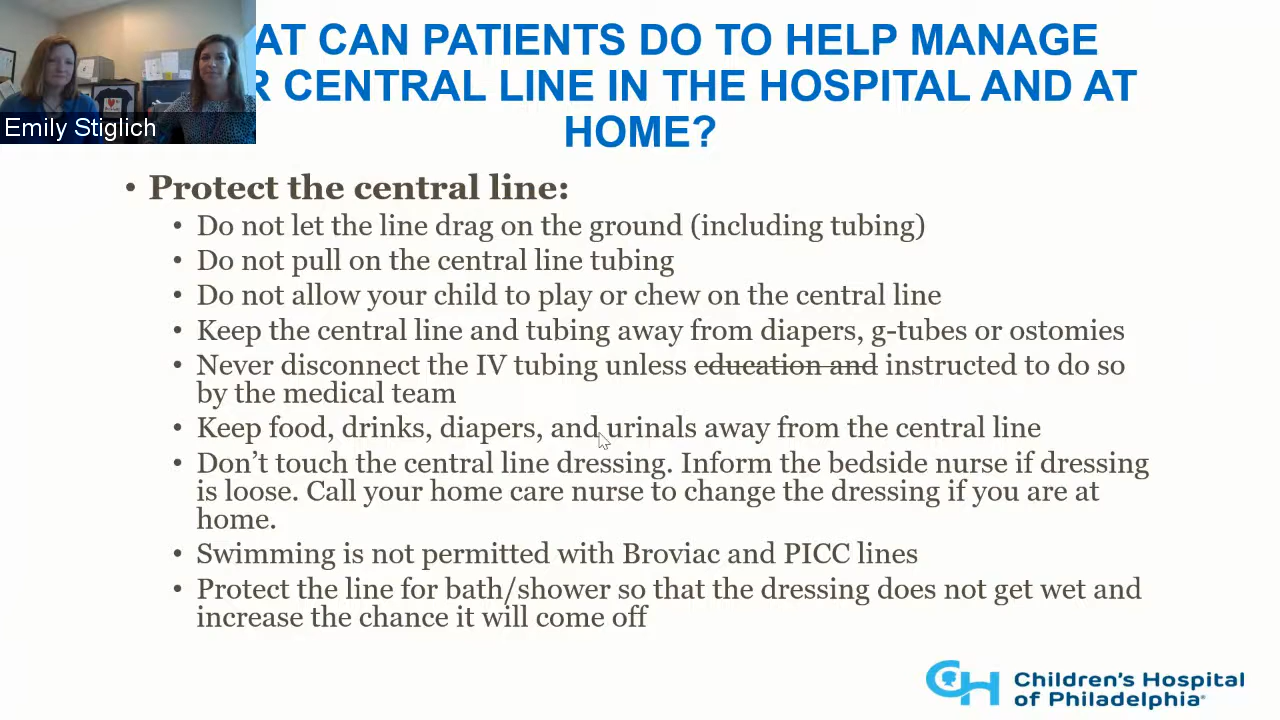 AT CAN PATIENTS DO TO HELP MANAGE
R CENTRAL LINE IN THE HOSPITAL AND AT
HOME?
Emily Stiglich
• Protect the central line:
• Do not let the line drag on the ground (including tubing)
• Do not pull on the central line tubing
• Do not allow your child to play or chew on the central line
• Keep the central line and tubing away from diapers, g-tubes or ostomies
• Never disconnect the IV tubing unless education and instructed to do so
by the medical team
• Keep food, drinks, diapers, and urinals away from the central line
• Don’t touch the central line dressing. Inform the bedside nurse if dressing
is loose. Call your home care nurse to change the dressing if you are at
home.
• Swimming is not permitted with Broviac and PICC lines
• Protect the line for bath/shower so that the dressing does not get wet and
increase the chance it will come off
CH Children's Hospital
of Philadelphia